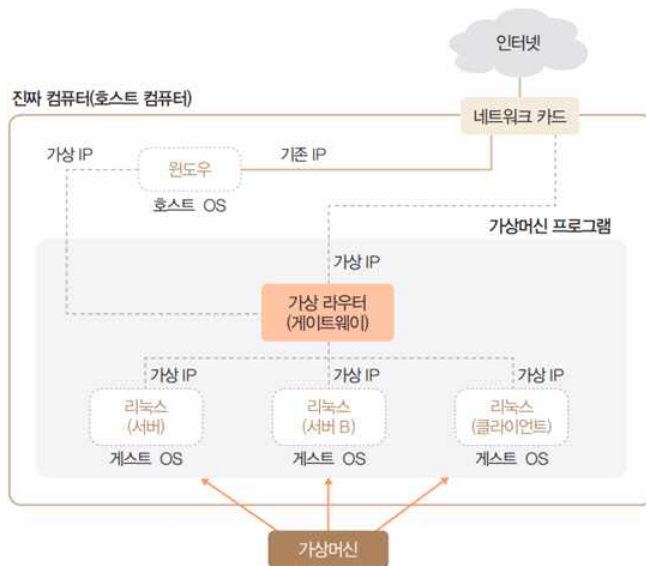 인터넷
진짜 컴퓨터(호스트 컴퓨터)
네트워크 카드
가상 IP
기존 IP
윈도우
호스트 OS
가상머신 프로그램
가상 IP
가상 라우터
(게이트웨이)
가상 IP
가상 IP
가상 IP
리눅스
(서버)
리눅스
(서버 B)
리눅스
(클라이언트)
게스트 OS
게스트 OS
게스트 OS
가상머신